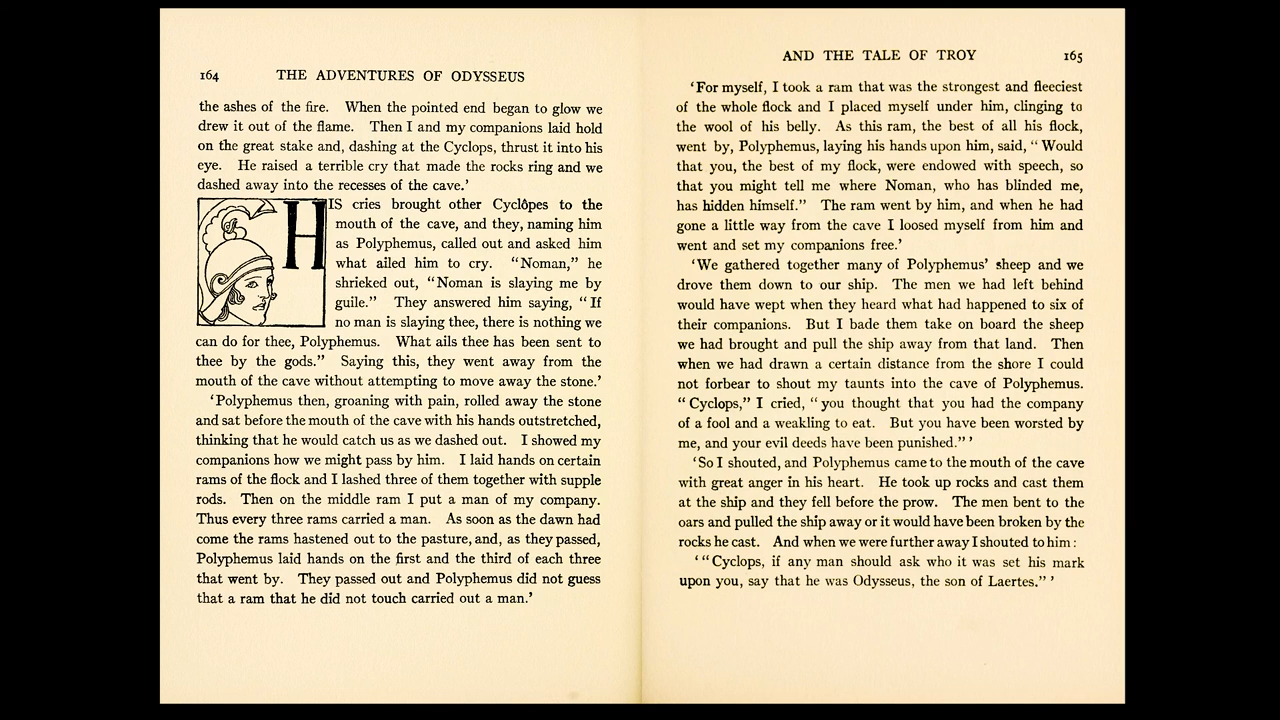 164 THE ADVENTURES OF ODYSSEUS
the ashes of the fire. When the pointed end began to glow we
drew it out of the flame. Then I and my companions laid hold
on the great stake and, dashing at the Cyclops, thrust it into his
eye. He raised a terrible cry that made the rocks ring and we
dashed away into the recesses of the cave.’
HIS cries brought other Cyclôpes to the
mouth of the cave, and they, naming him
as Polyphemus, called out and asked him
what ailed him to cry. “Noman,” he
shrieked out, “Noman is slaying me by
guile.” They answered him saying, “If
no man is slaying thee, there is nothing we
can do for thee, Polyphemus. What ails thee has been sent to
thee by the gods.” Saying this, they went away from the
mouth of the cave without attempting to move away the stone.’
‘Polyphemus then, groaning with pain, rolled away the stone
and sat before the mouth of the cave with his hands outstretched,
thinking that he would catch us as we dashed out. I showed my
companions how we might pass by him. I laid hands on certain
rams of the flock and I lashed three of them together with supple
rods. Then on the middle ram I put a man of my company.
Thus every three rams carried a man. As soon as the dawn had
come the rams hastened out to the pasture, and, as they passed,
Polyphemus laid hands on the first and the third of each three
that went by. They passed out and Polyphemus did not guess
that a ram that he did not touch carried out a man.’
AND THE TALE OF TROY 165
‘For myself, I took a ram that was the strongest and fleeciest
of the whole flock and I placed myself under him, clinging to
the wool of his belly. As this ram, the best of all his flock,
went by, Polyphemus, laying his hands upon him, said, “Would
that you, the best of my flock, were endowed with speech, so
that you might tell me where Noman, who has blinded me,
has hidden himself.” The ram went by him, and when he had
gone a little way from the cave I loosed myself from him and
went and set my companions free.’
‘We gathered together many of Polyphemus’ sheep and we
drove them down to our ship. The men we had left behind
would have wept when they heard what had happened to six of
their companions. But I bade them take on board the sheep
we had brought and pull the ship away from that land. Then
when we had drawn a certain distance from the shore I could
not forbear to shout my taunts into the cave of Polyphemus.
“Cyclops,” I cried, “you thought that you had the company
of a fool and a weakling to eat. But you have been worsted by
me, and your evil deeds have been punished.” ’
‘So I shouted, and Polyphemus came to the mouth of the cave
with great anger in his heart. He took up rocks and cast them
at the ship and they fell before the prow. The men bent to the
oars and pulled the ship away or it would have been broken by the
rocks he cast. And when we were further away I shouted to him:
‘ “Cyclops, if any man should ask who it was set his mark
upon you, say that he was Odysseus, the son of Laertes.” ’